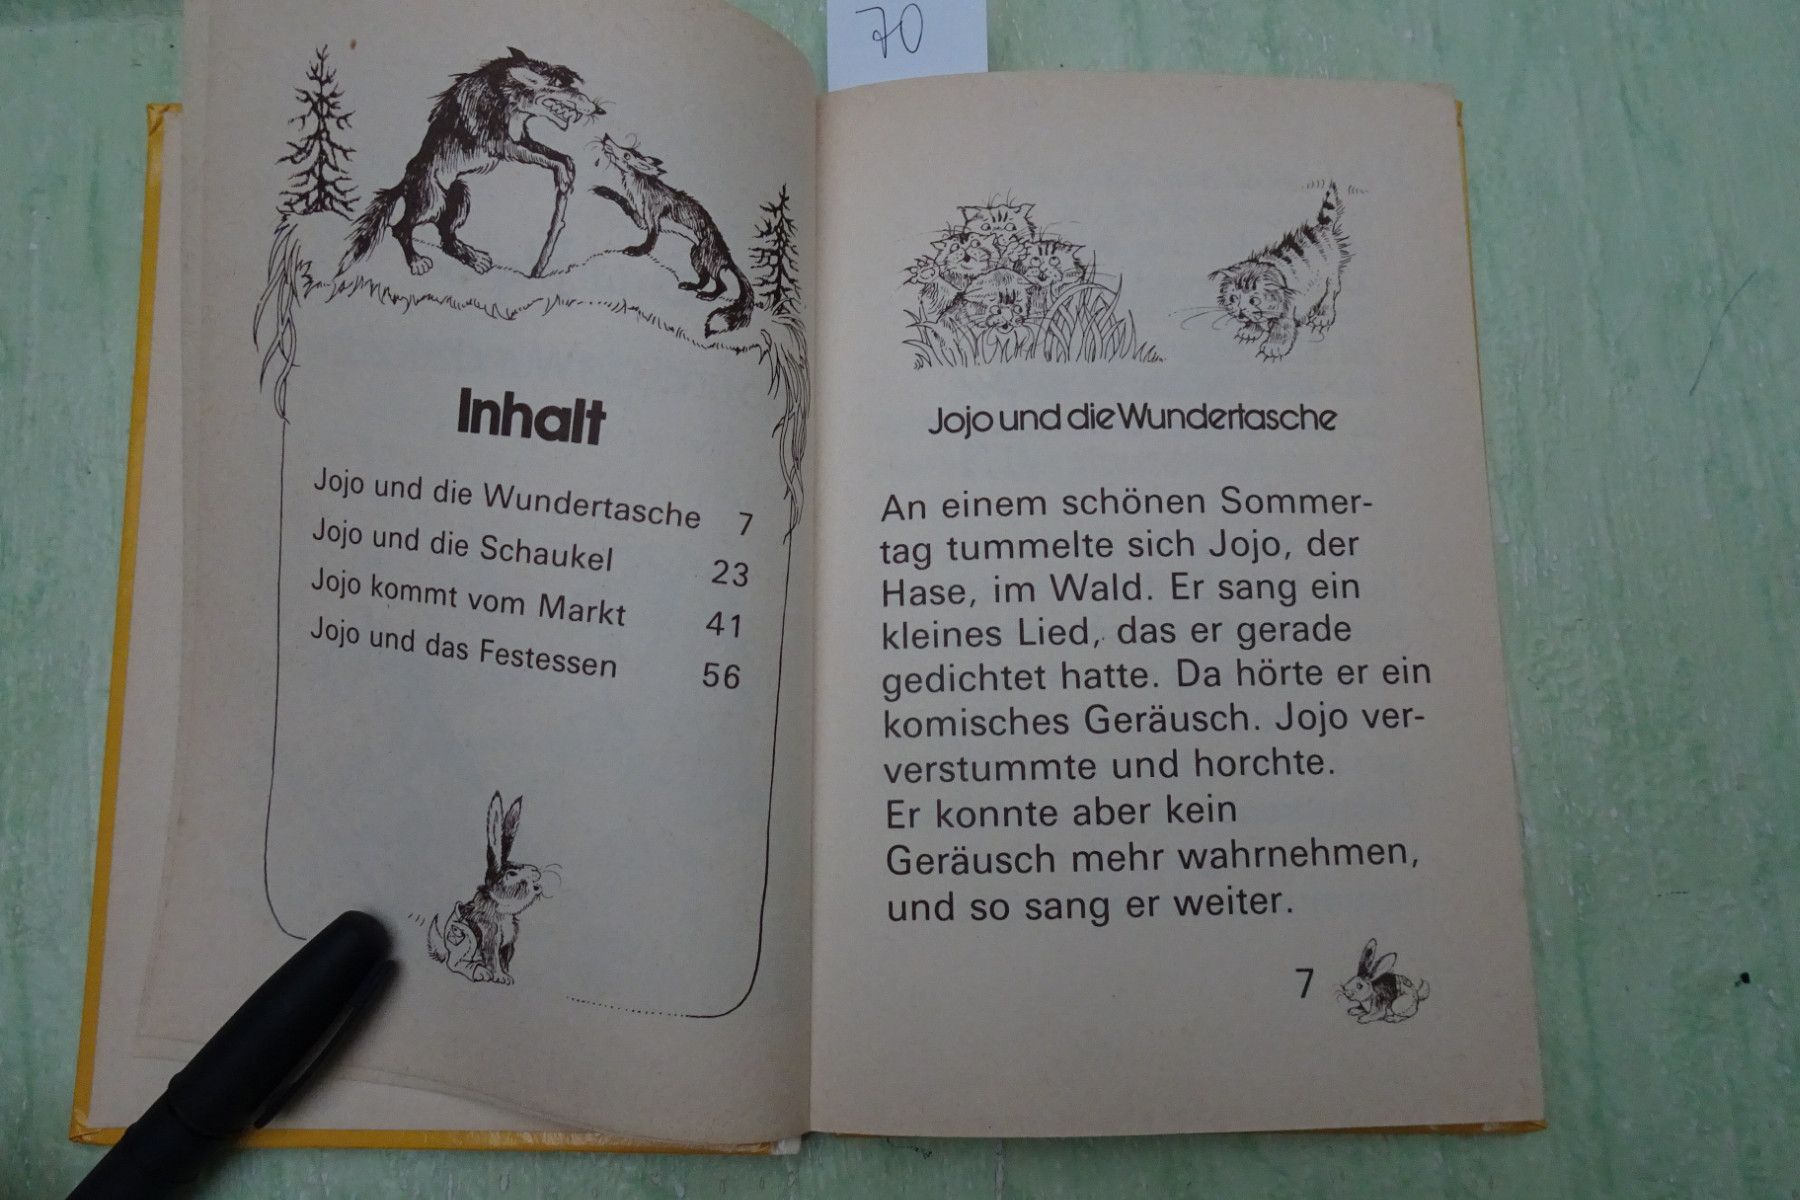 70
Inhalt
Jojo und die Wundertasche 7
Jojo und die Schaukel 23
Jojo kommt vom Markt 41
Jojo und das Festessen 56
Jojo und die Wundertasche
An einem schönen Sommer-
tag tummelte sich Jojo, der
Hase, im Wald. Er sang ein
kleines Lied, das er gerade
gedichtet hatte. Da hörte er ein
komisches Geräusch. Jojo ver-
verstummte und horchte.
Er konnte aber kein
Geräusch mehr wahrnehmen,
und so sang er weiter.
7